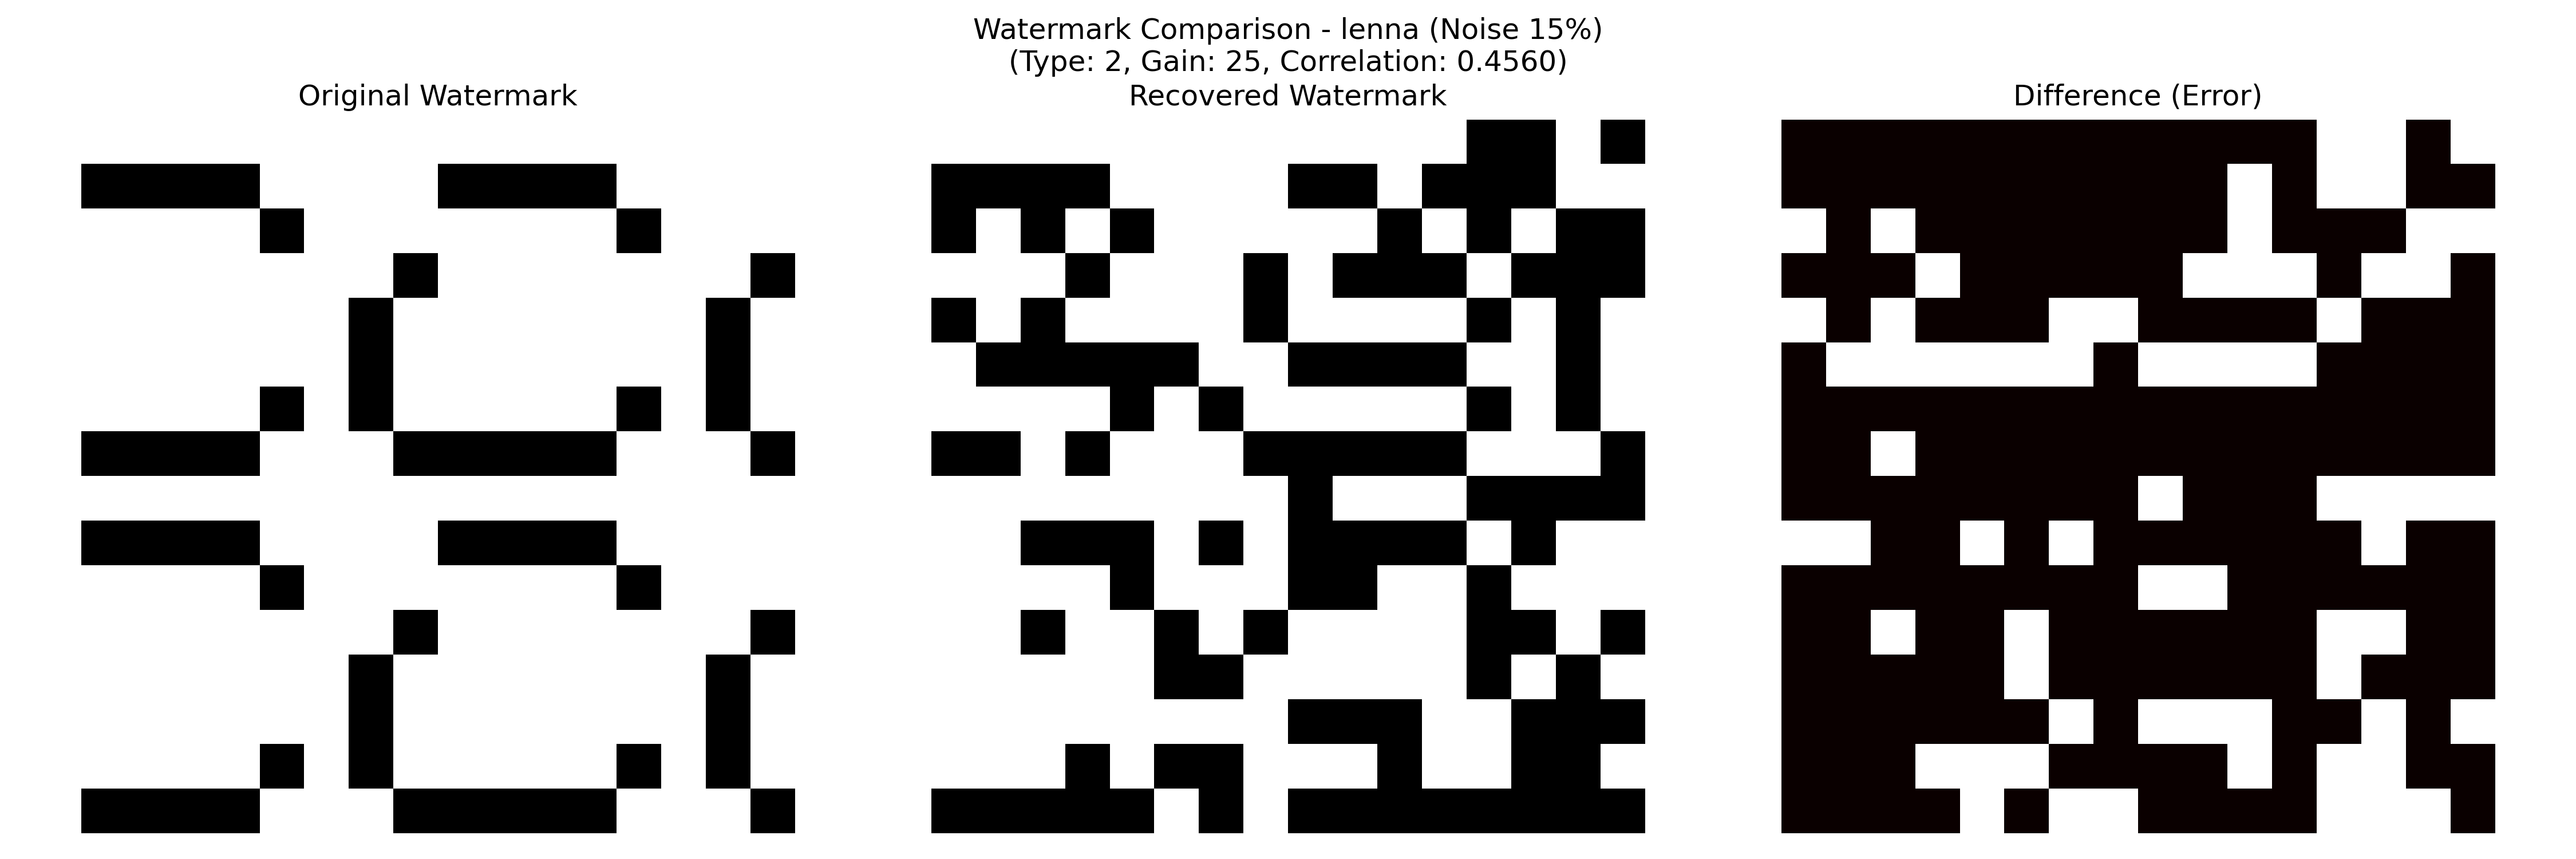 Watermark Comparison - lenna (Noise 15%)
(Type: 2, Gain: 25, Correlation: 0.4560)
Original Watermark
Recovered Watermark
Difference (Error)